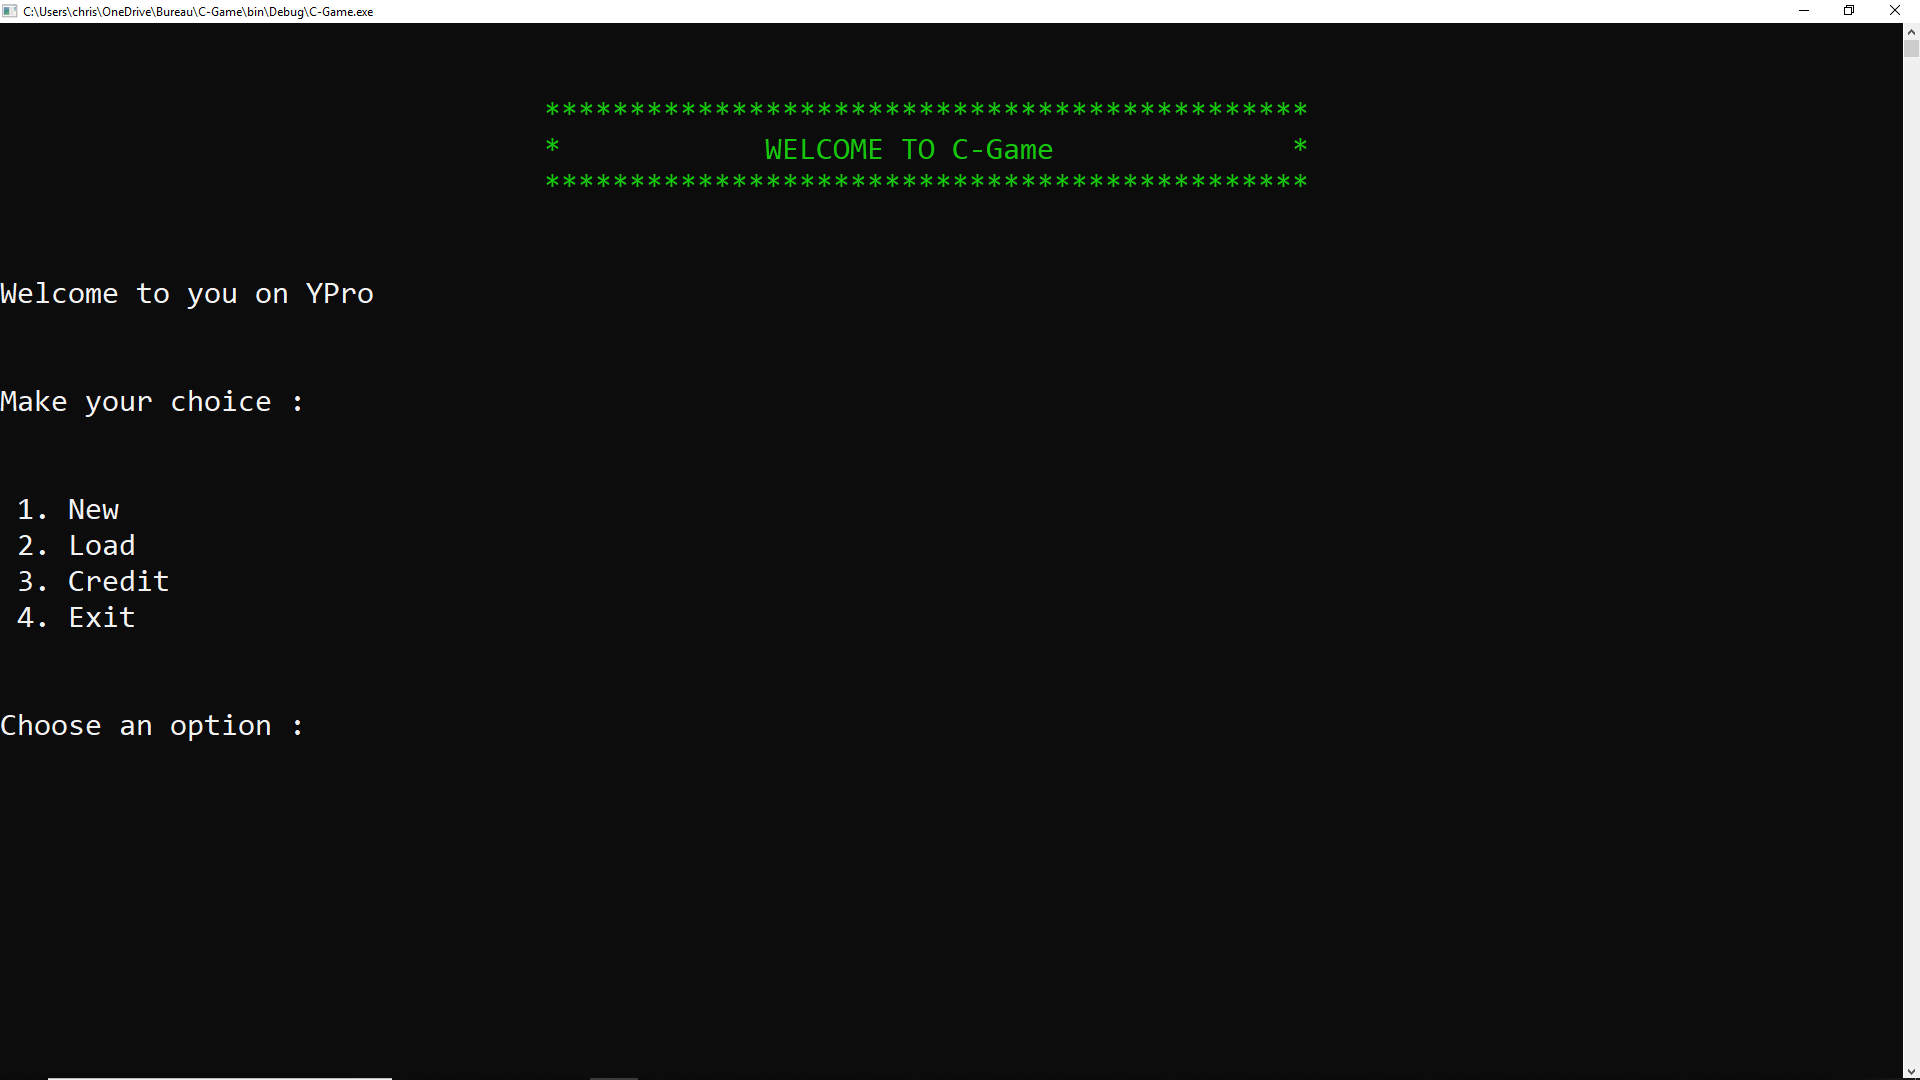 C:\Users\chris\OneDrive\Bureau\C-Game\bin\Debug\C-Game.exe
*********************************************
*            WELCOME TO C-Game              *
*********************************************
Welcome to you on YPro
Make your choice :
1. New
2. Load
3. Credit
4. Exit
Choose an option :